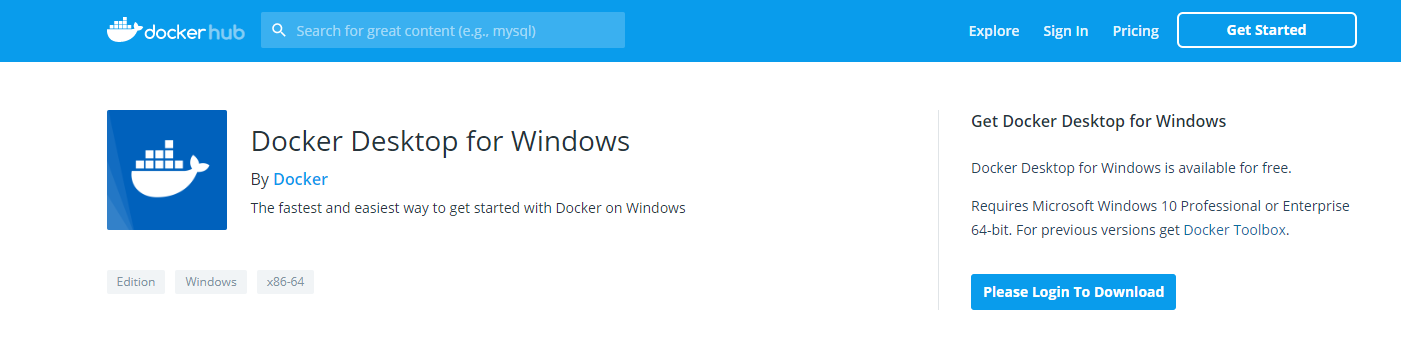 dockerhub
Search for great content (e.g., mysql)
Explore
Sign In
Pricing
Get Started
Docker Desktop for Windows
By Docker
The fastest and easiest way to get started with Docker on Windows
Edition
Windows
x86-64
Get Docker Desktop for Windows
Docker Desktop for Windows is available for free.
Requires Microsoft Windows 10 Professional or Enterprise
64-bit. For previous versions get Docker Toolbox.
Please Login To Download